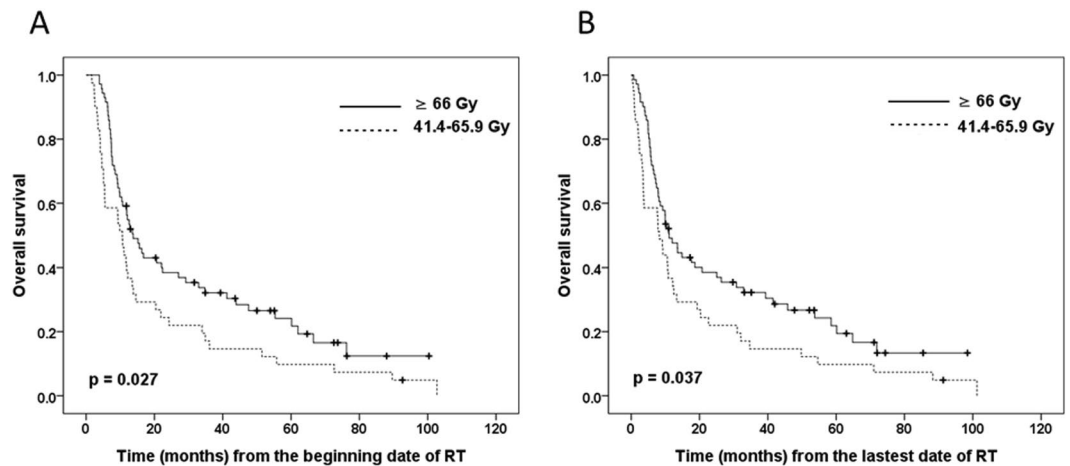 A
Overall survival
1.0
0.8
0.6
0.4
0.2
0.0
≥ 66 Gy
41.4-65.9 Gy
p = 0.027
0 20 40 60 80 100 120
Time (months) from the beginning date of RT
B
Overall survival
1.0
0.8
0.6
0.4
0.2
0.0
≥ 66 Gy
41.4-65.9 Gy
p = 0.037
0 20 40 60 80 100 120
Time (months) from the lastest date of RT